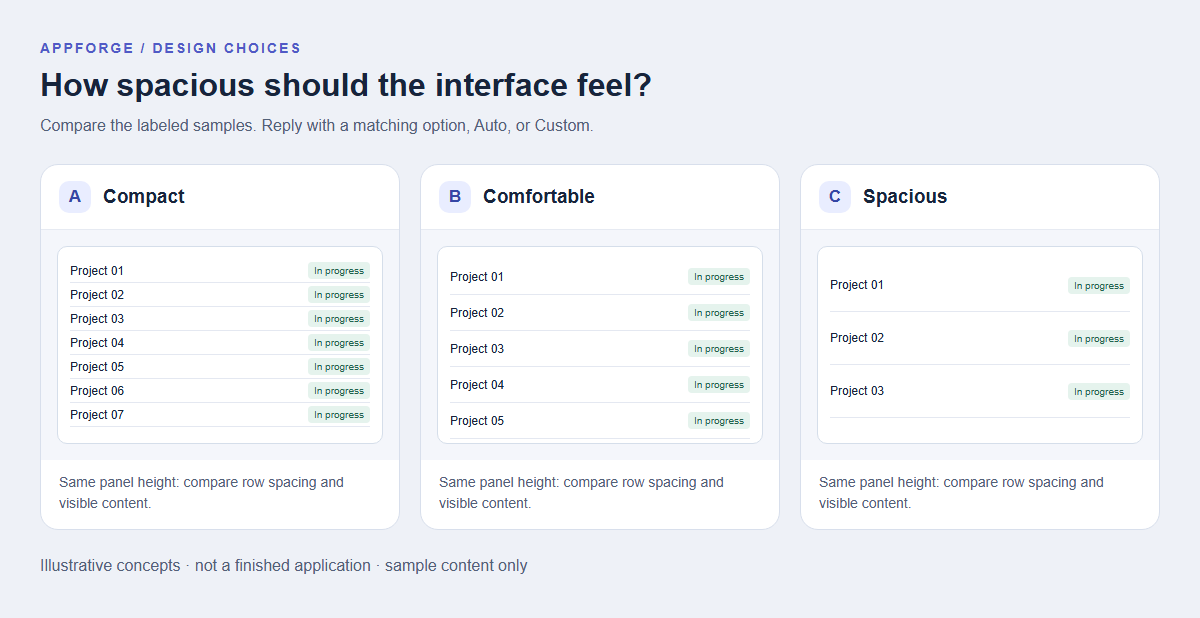 APPFORGE / DESIGN CHOICES
How spacious should the interface feel?
Compare the labeled samples. Reply with a matching option, Auto, or Custom.
A Compact
Project 01 In progress
Project 02 In progress
Project 03 In progress
Project 04 In progress
Project 05 In progress
Project 06 In progress
Project 07 In progress
Same panel height: compare row spacing and
visible content.
B Comfortable
Project 01 In progress
Project 02 In progress
Project 03 In progress
Project 04 In progress
Project 05 In progress
Same panel height: compare row spacing and
visible content.
C Spacious
Project 01 In progress
Project 02 In progress
Project 03 In progress
Same panel height: compare row spacing and
visible content.
Illustrative concepts · not a finished application · sample content only